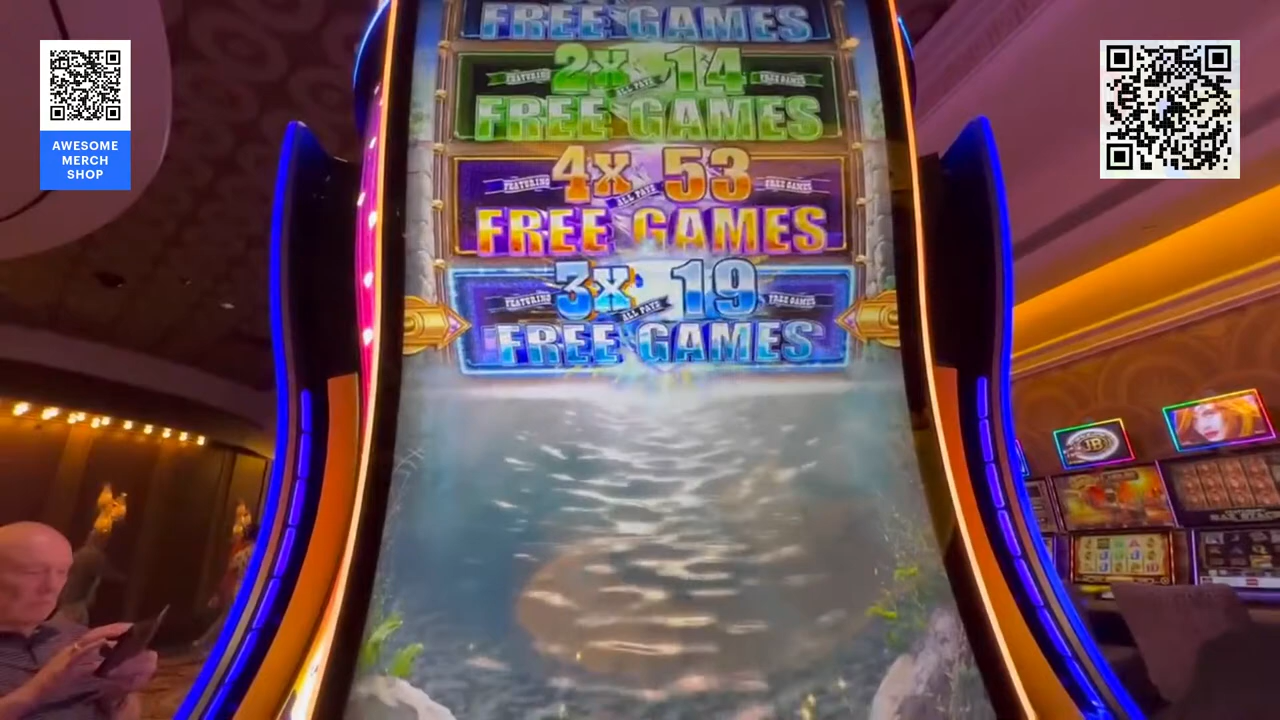 FREE GAMES
FEATURING 2x ALL PAYS 14 FREE GAMES
FREE GAMES
FEATURING 4x ALL PAYS 53 FREE GAMES
FREE GAMES
FEATURING 3x ALL PAYS 19 FREE GAMES
FREE GAMES
AWESOME
MERCH
SHOP